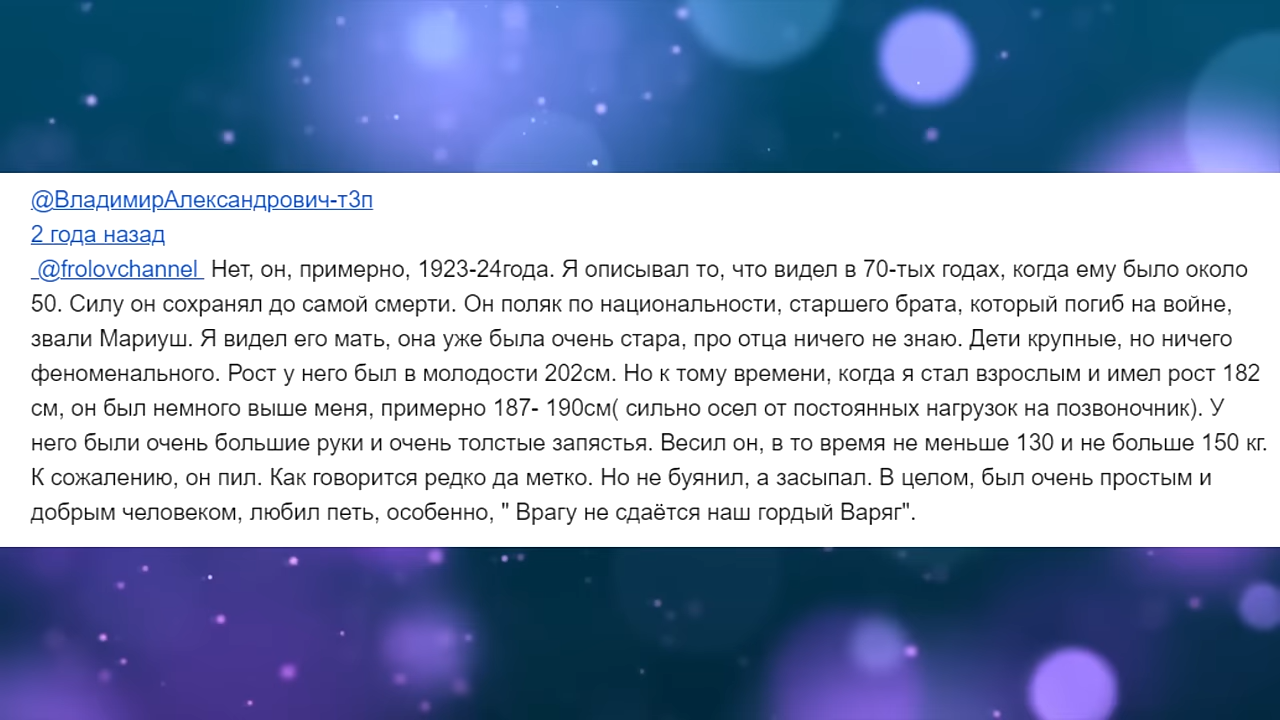 @ВладимирАлександрович-т3п
2 года назад
@frolovchannel Нет, он, примерно, 1923-24года. Я описывал то, что видел в 70-тых годах, когда ему было около
50. Силу он сохранял до самой смерти. Он поляк по национальности, старшего брата, который погиб на войне,
звали Мариуш. Я видел его мать, она уже была очень стара, про отца ничего не знаю. Дети крупные, но ничего
феноменального. Рост у него был в молодости 202см. Но к тому времени, когда я стал взрослым и имел рост 182
см, он был немного выше меня, примерно 187- 190см( сильно осел от постоянных нагрузок на позвоночник). У
него были очень большие руки и очень толстые запястья. Весил он, в то время не меньше 130 и не больше 150 кг.
К сожалению, он пил. Как говорится редко да метко. Но не буянил, а засыпал. В целом, был очень простым и
добрым человеком, любил петь, особенно, " Врагу не сдаётся наш гордый Варяг".